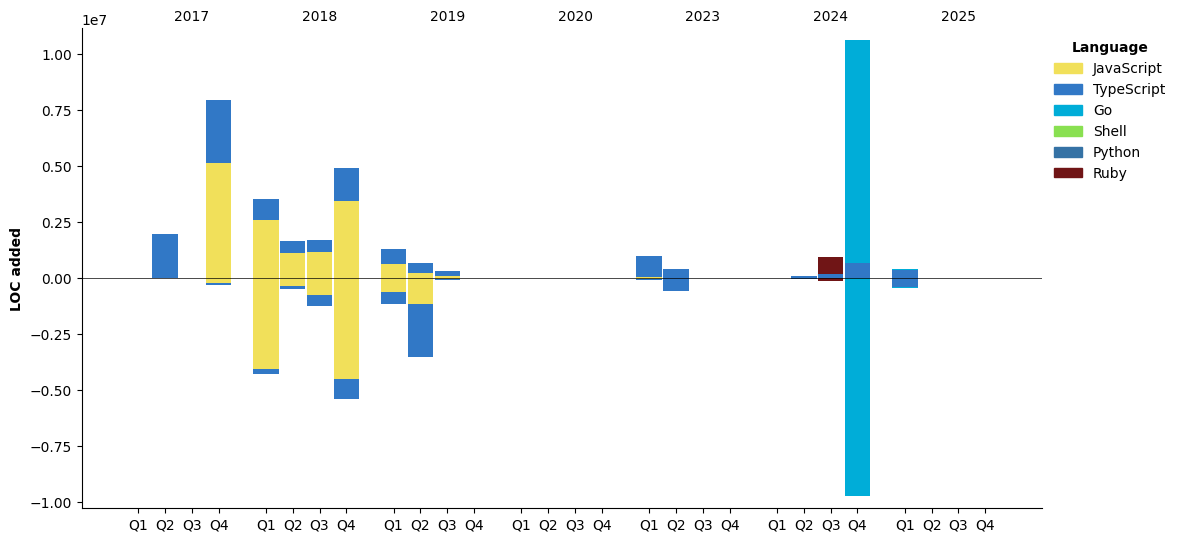 1e7
2017 2018 2019 2020 2023 2024 2025
Language
JavaScript
TypeScript
Go
Shell
Python
Ruby
LOC added
1.00
0.75
0.50
0.25
0.00
−0.25
−0.50
−0.75
−1.00
Q1 Q2 Q3 Q4 Q1 Q2 Q3 Q4 Q1 Q2 Q3 Q4 Q1 Q2 Q3 Q4 Q1 Q2 Q3 Q4 Q1 Q2 Q3 Q4 Q1 Q2 Q3 Q4